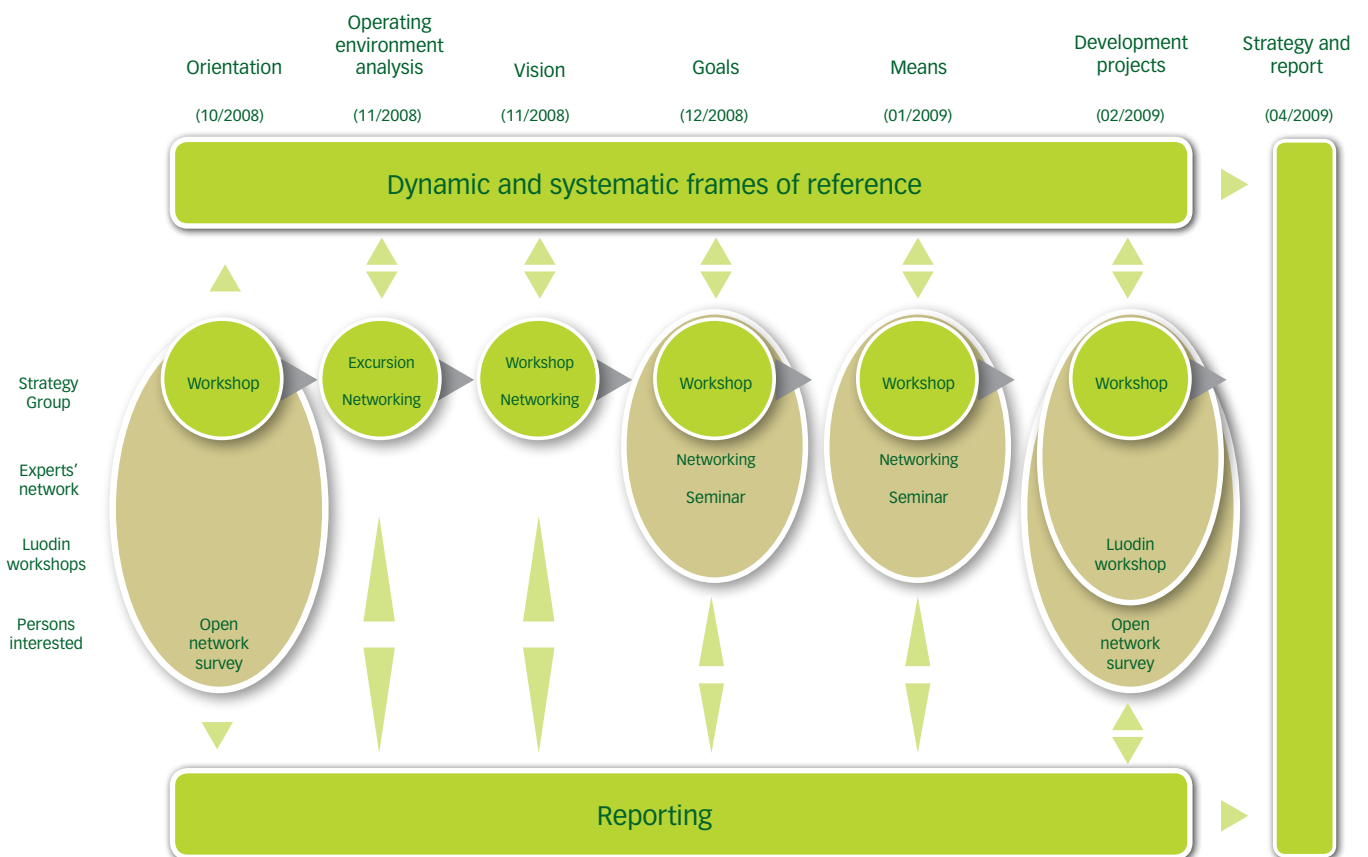 Orientation
(10/2008)
Operating
environment
analysis
(11/2008)
Vision
(11/2008)
Goals
(12/2008)
Means
(01/2009)
Development
projects
(02/2009)
Strategy and
report
(04/2009)
Dynamic and systematic frames of reference
Strategy
Group
Workshop
Excursion
Networking
Workshop
Networking
Workshop
Workshop
Workshop
Experts'
network
Networking
Seminar
Networking
Seminar
Luodin
workshops
Luodin
workshop
Persons
interested
Open
network
survey
Open
network
survey
Reporting